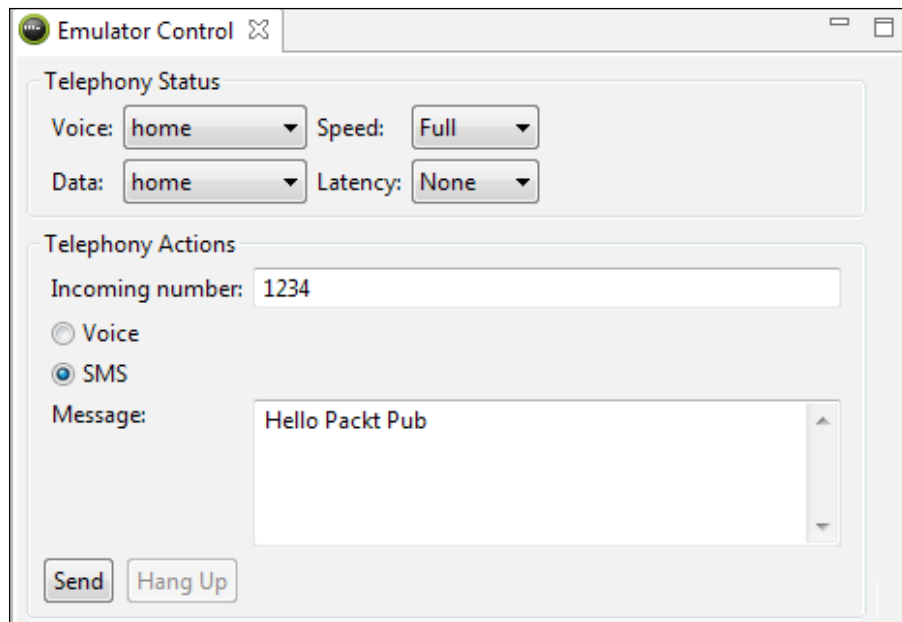 Emulator Control
Telephony Status
Voice: home Speed: Full
Data: home Latency: None
Telephony Actions
Incoming number: 1234
Voice
SMS
Message: Hello Packt Pub
Send Hang Up